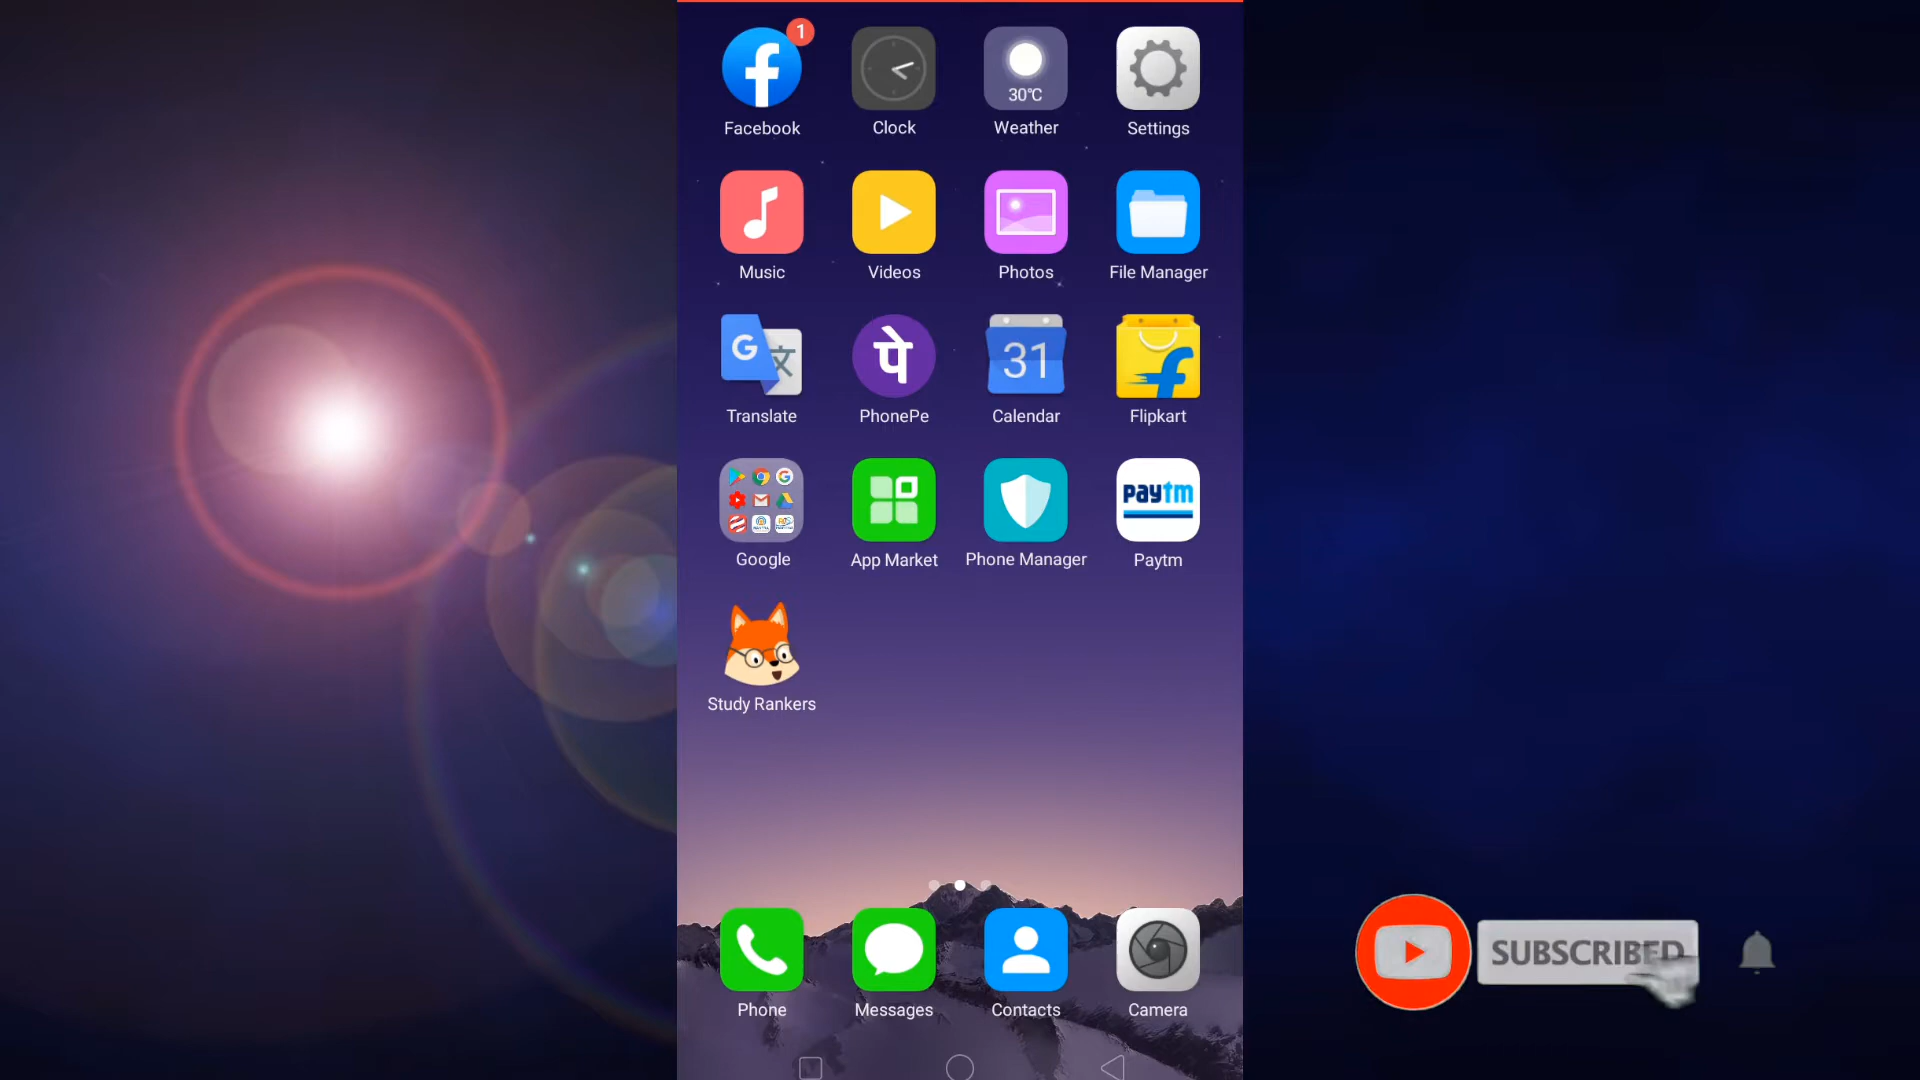 1
30°C
Facebook Clock Weather Settings
Music Videos Photos File Manager
G 文
पे
31
Translate PhonePe Calendar Flipkart
paytm
Google App Market Phone Manager Paytm
Study Rankers
Phone Messages Contacts Camera
SUBSCRIBED